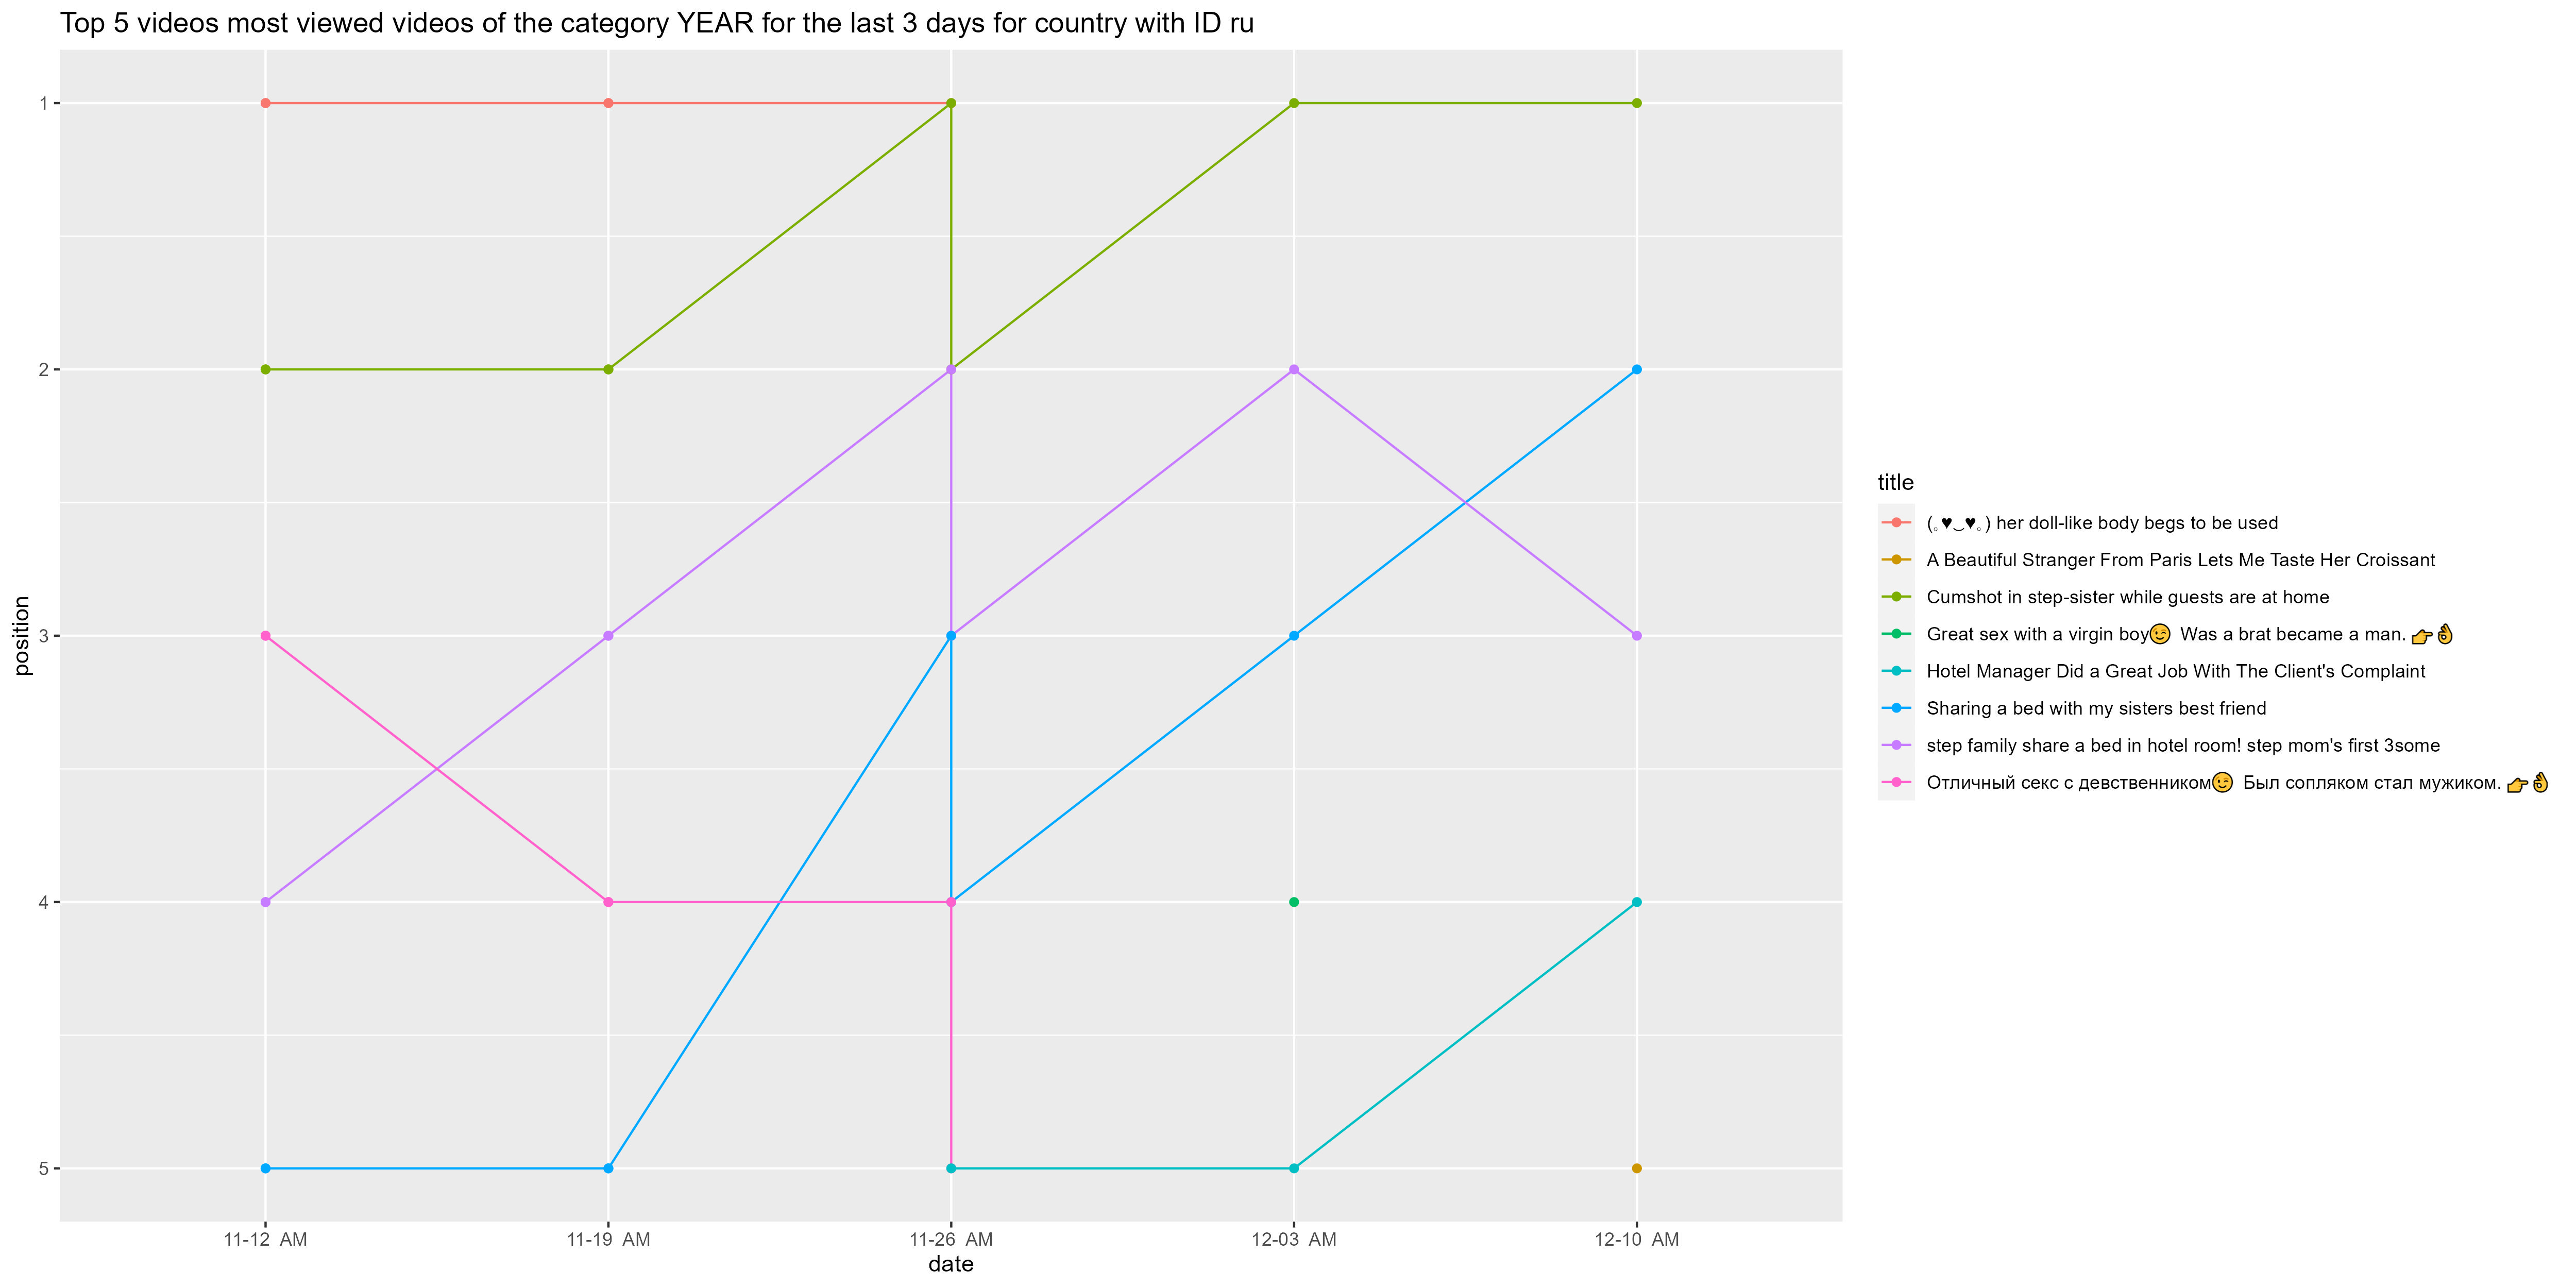 Top 5 videos most viewed videos of the category YEAR for the last 3 days for country with ID ru
1
2
3
4
5
position
11-12 AM
11-19 AM
11-26 AM
12-03 AM
12-10 AM
date
title
(｡♥‿♥｡) her doll-like body begs to be used
A Beautiful Stranger From Paris Lets Me Taste Her Croissant
Cumshot in step-sister while guests are at home
Great sex with a virgin boy😉 Was a brat became a man. 👉👌
Hotel Manager Did a Great Job With The Client's Complaint
Sharing a bed with my sisters best friend
step family share a bed in hotel room! step mom's first 3some
Отличный секс с девственником😉 Был сопляком стал мужиком. 👉👌